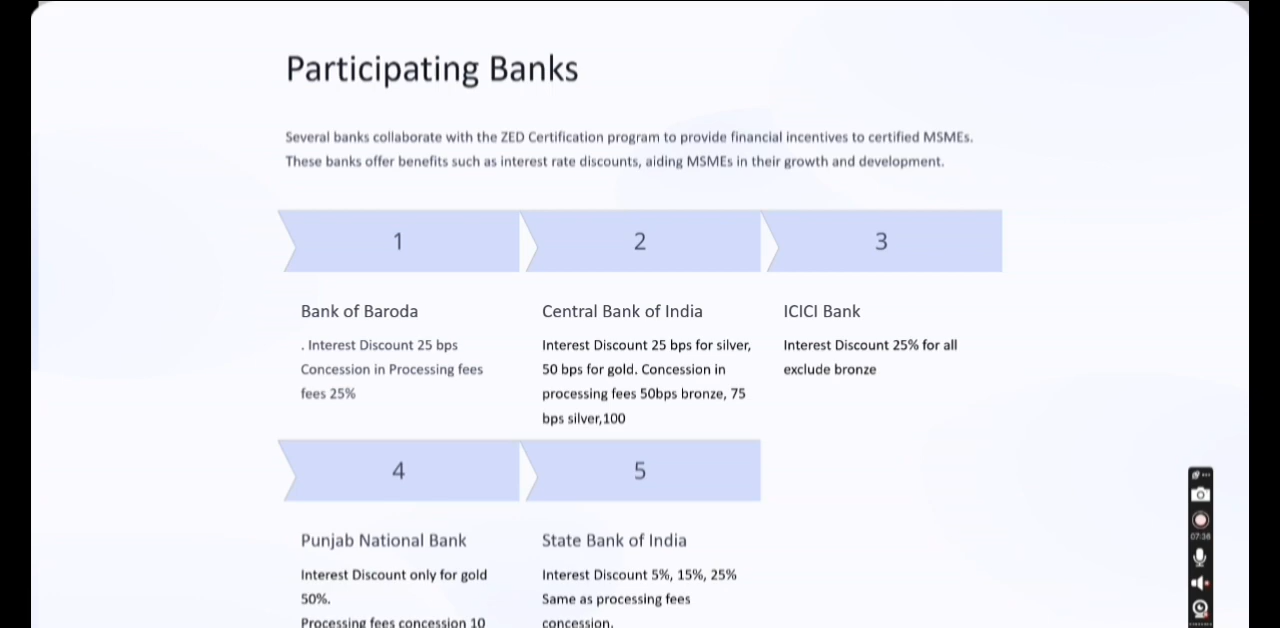 Participating Banks
Several banks collaborate with the ZED Certification program to provide financial incentives to certified MSMEs.
These banks offer benefits such as interest rate discounts, aiding MSMEs in their growth and development.
1
2
3
Bank of Baroda
. Interest Discount 25 bps
Concession in Processing fees
fees 25%
Central Bank of India
Interest Discount 25 bps for silver,
50 bps for gold. Concession in
processing fees 50bps bronze, 75
bps silver,100
ICICI Bank
Interest Discount 25% for all
exclude bronze
4
5
Punjab National Bank
Interest Discount only for gold
50%.
Processing fees concession 10
State Bank of India
Interest Discount 5%, 15%, 25%
Same as processing fees
concession.
07:38